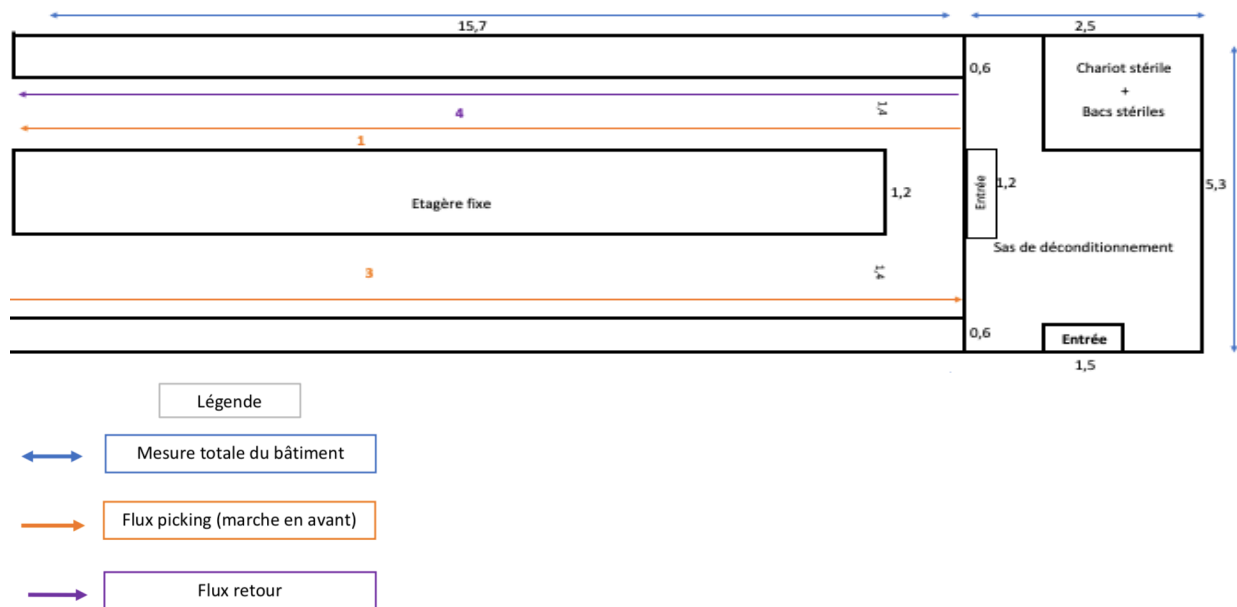 15,7
2,5
0,6
Chariot stérile
+
Bacs stériles
4
1,4
1
Etagère fixe
1,2
Entrée
1,2
5,3
Sas de déconditionnement
3
1,4
0,6
Entrée
1,5
Légende
Mesure totale du bâtiment
Flux picking (marche en avant)
Flux retour